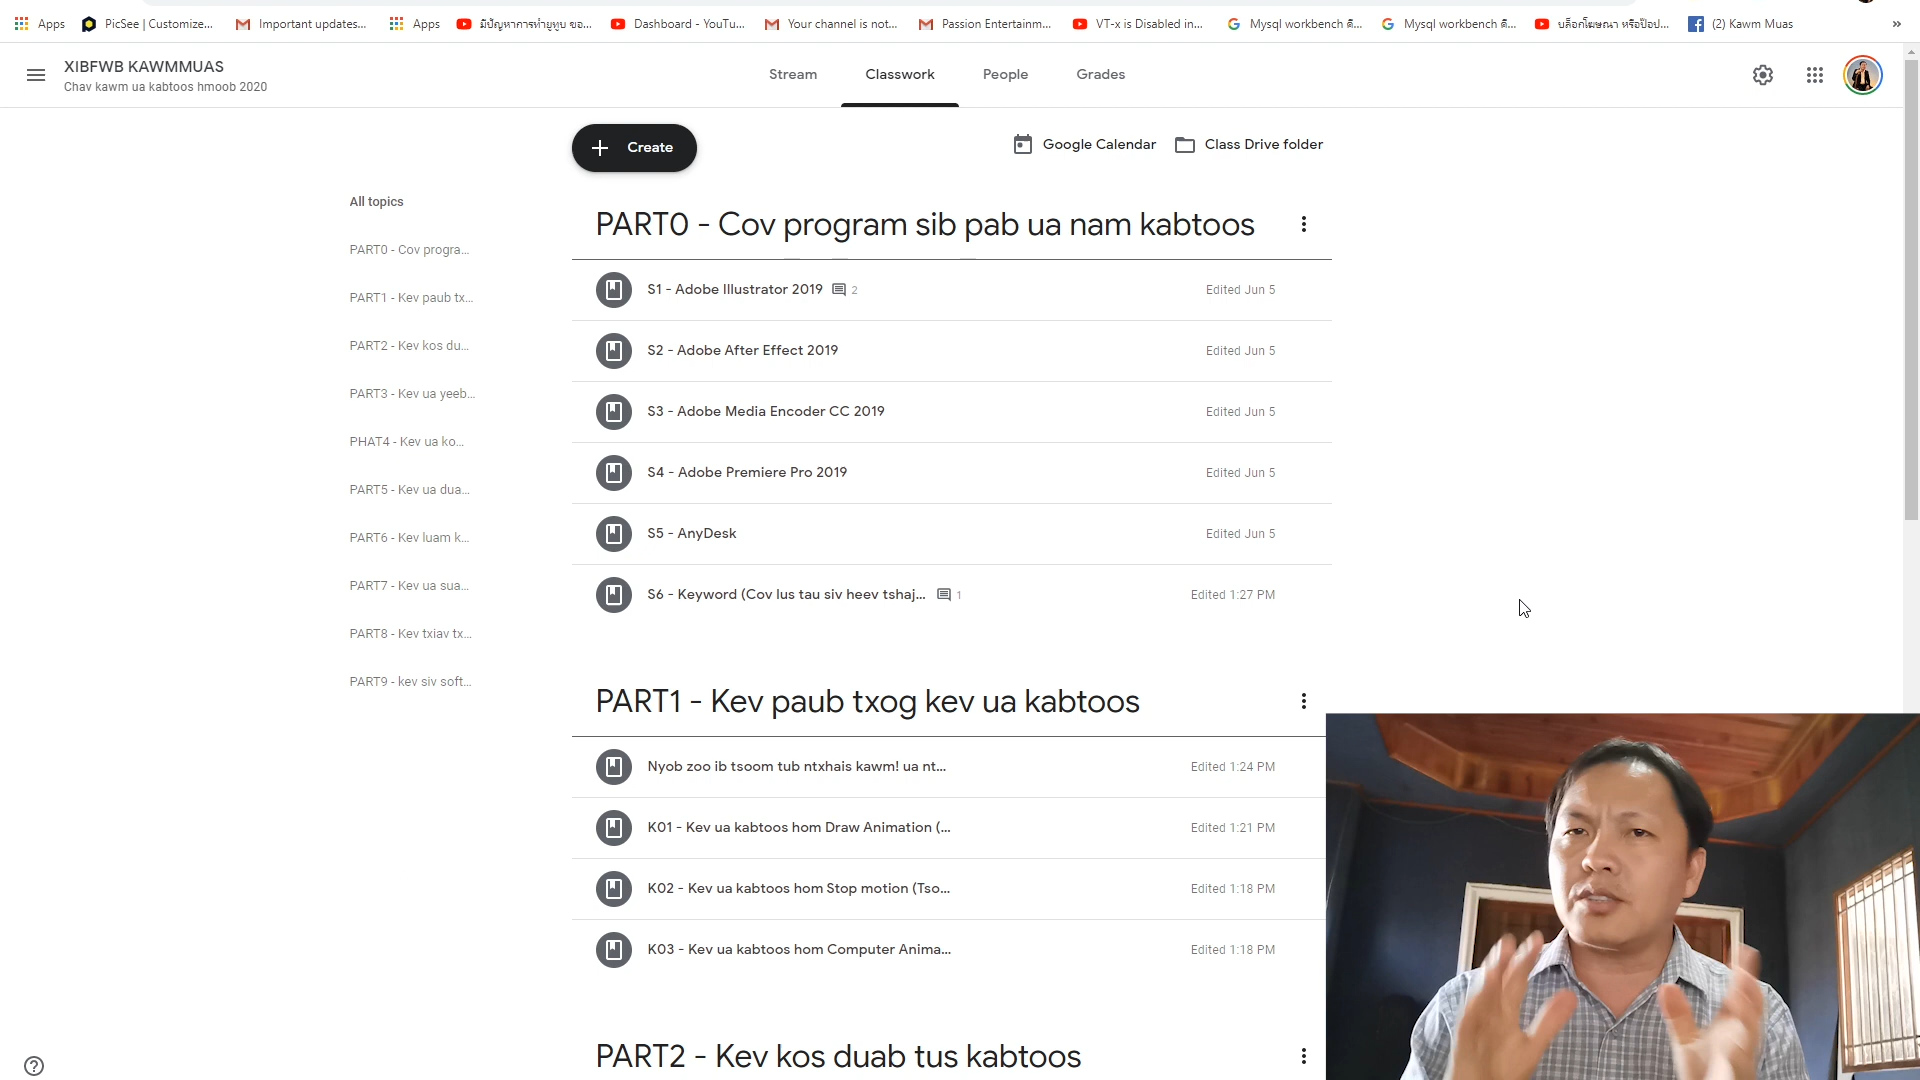 Apps
PicSee | Customize...
Important updates...
Apps
มีปัญหาการทำยูทูบ ขอ...
Dashboard - YouTu...
Your channel is not...
Passion Entertainm...
VT-x is Disabled in...
Mysql workbench คื...
Mysql workbench คื...
บล็อกโฆษณา หรือป๊อป...
(2) Kawm Muas
»
XIBFWB KAWMMUAS
Chav kawm ua kabtoos hmoob 2020
Stream
Classwork
People
Grades
Create
Google Calendar
Class Drive folder
All topics
PART0 - Cov progra...
PART1 - Kev paub tx...
PART2 - Kev kos du...
PART3 - Kev ua yeeb...
PHAT4 - Kev ua ko...
PART5 - Kev ua dua...
PART6 - Kev luam k...
PART7 - Kev ua sua...
PART8 - Kev txiav tx...
PART9 - kev siv soft...
PART0 - Cov program sib pab ua nam kabtoos
S1 - Adobe Illustrator 2019 2 Edited Jun 5
S2 - Adobe After Effect 2019 Edited Jun 5
S3 - Adobe Media Encoder CC 2019 Edited Jun 5
S4 - Adobe Premiere Pro 2019 Edited Jun 5
S5 - AnyDesk Edited Jun 5
S6 - Keyword (Cov lus tau siv heev tshaj... 1 Edited 1:27 PM
PART1 - Kev paub txog kev ua kabtoos
Nyob zoo ib tsoom tub ntxhais kawm! ua nt... Edited 1:24 PM
K01 - Kev ua kabtoos hom Draw Animation (... Edited 1:21 PM
K02 - Kev ua kabtoos hom Stop motion (Tso... Edited 1:18 PM
K03 - Kev ua kabtoos hom Computer Anima... Edited 1:18 PM
PART2 - Kev kos duab tus kabtoos